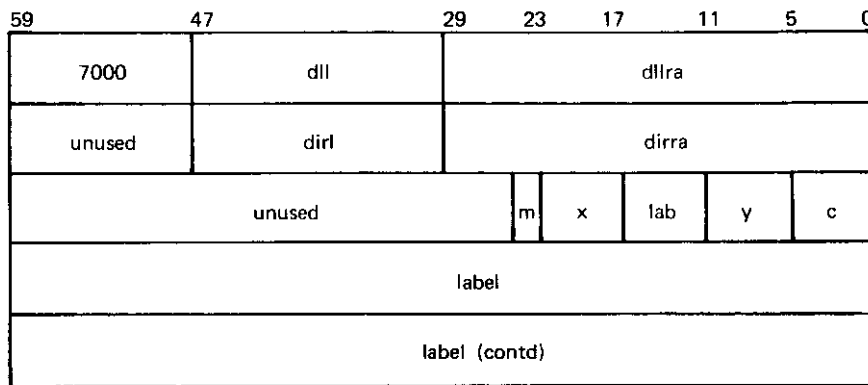 59 47 29 23 17 11 5 0
7000 dll dllra
unused dirl dirra
unused m x lab y c
label
label (contd)